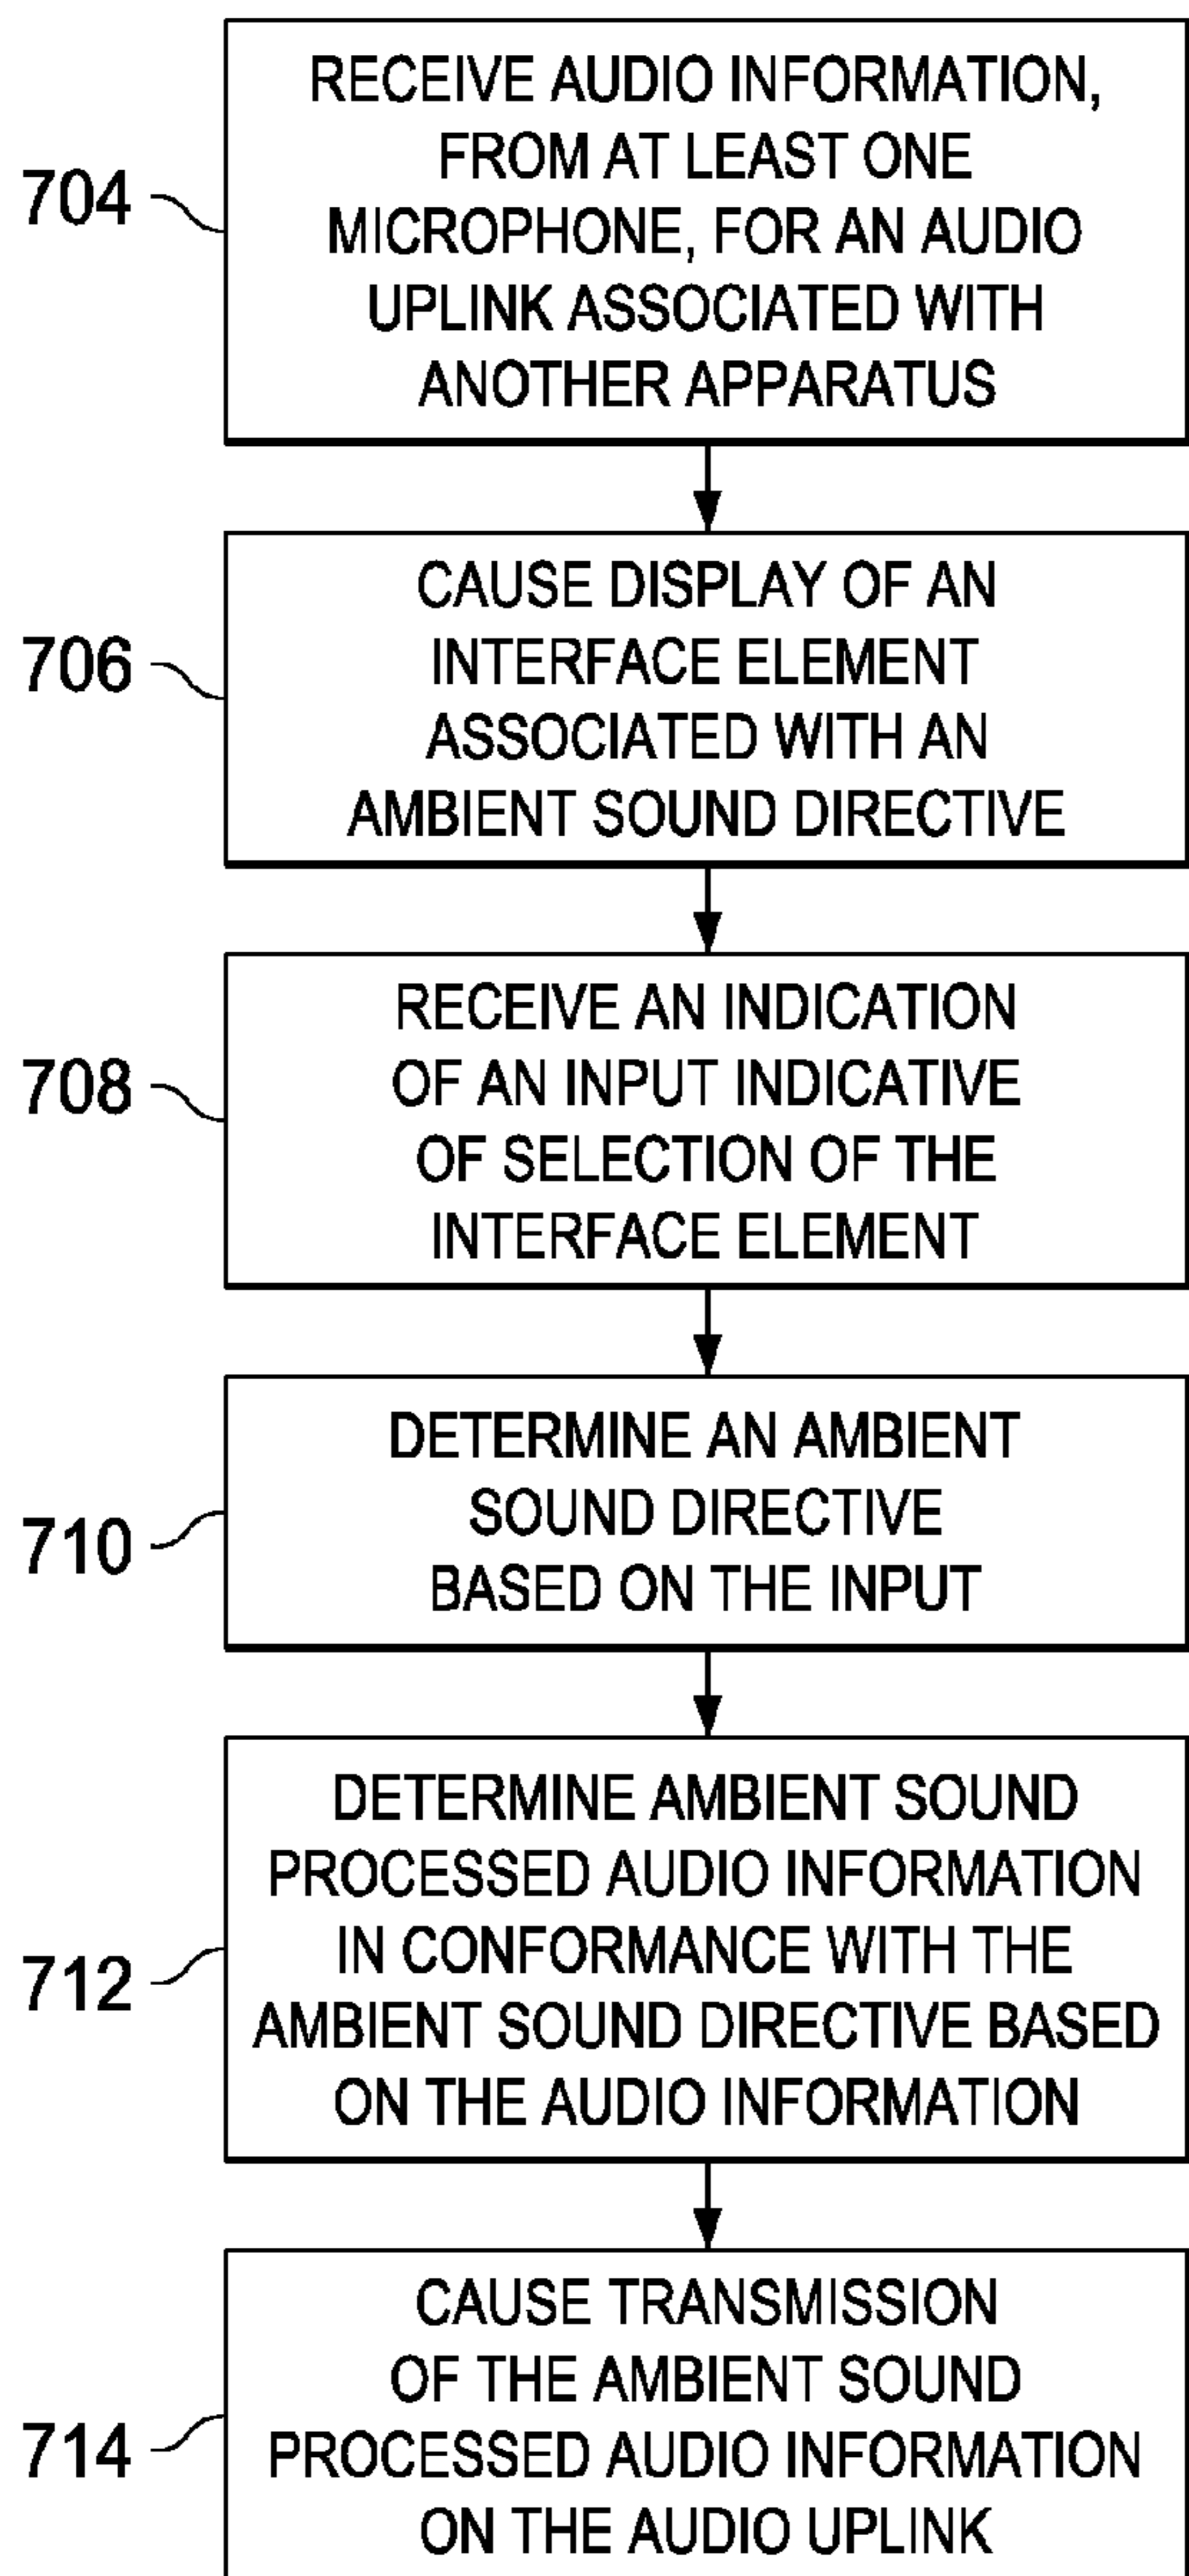 704
RECEIVE AUDIO INFORMATION,
FROM AT LEAST ONE
MICROPHONE, FOR AN AUDIO
UPLINK ASSOCIATED WITH
ANOTHER APPARATUS
706
CAUSE DISPLAY OF AN
INTERFACE ELEMENT
ASSOCIATED WITH AN
AMBIENT SOUND DIRECTIVE
708
RECEIVE AN INDICATION
OF AN INPUT INDICATIVE
OF SELECTION OF THE
INTERFACE ELEMENT
710
DETERMINE AN AMBIENT
SOUND DIRECTIVE
BASED ON THE INPUT
712
DETERMINE AMBIENT SOUND
PROCESSED AUDIO INFORMATION
IN CONFORMANCE WITH THE
AMBIENT SOUND DIRECTIVE BASED
ON THE AUDIO INFORMATION
714
CAUSE TRANSMISSION
OF THE AMBIENT SOUND
PROCESSED AUDIO INFORMATION
ON THE AUDIO UPLINK